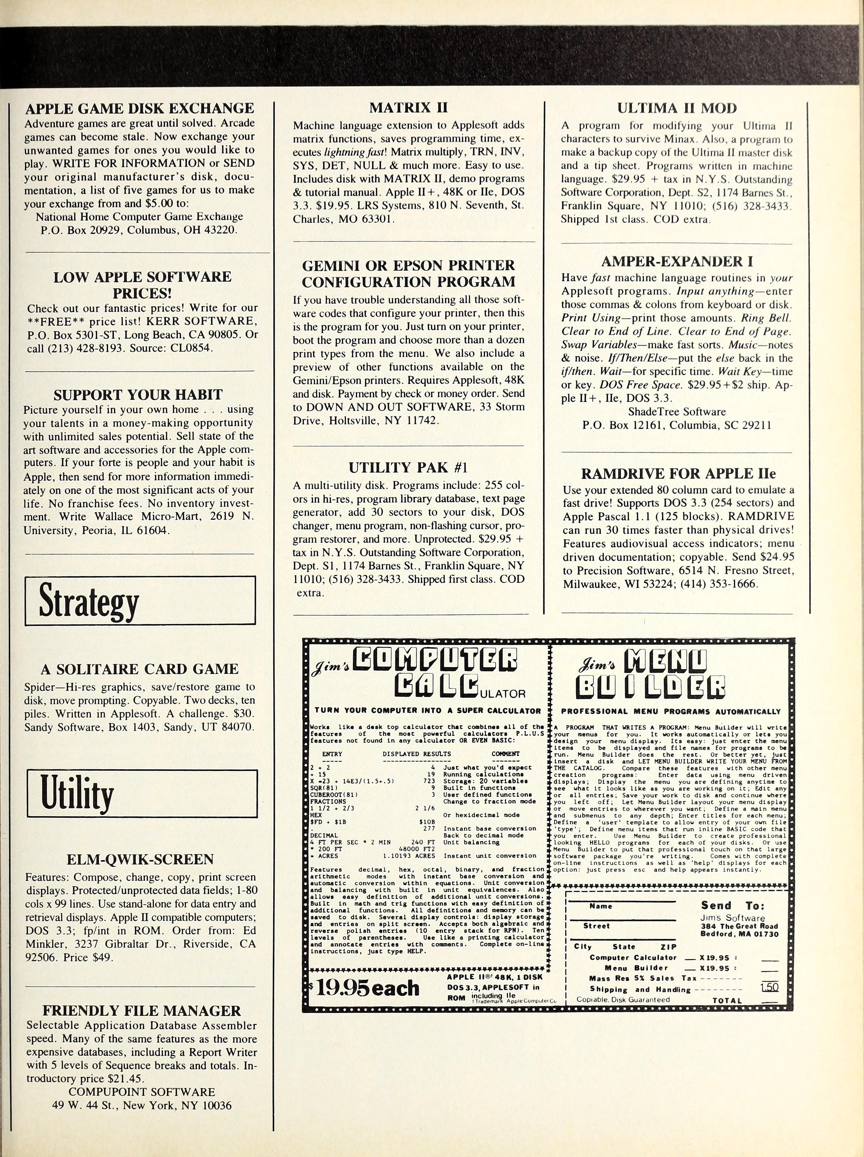 APPLE GAME DISK EXCHANGE
Adventure games are great until solved. Arcade
games can become stale. Now exchange your
unwanted games for ones you would like to
play. WRITE FOR INFORMATION or SEND
your original manufacturer's disk, docu-
mentation, a list of five games for us to make
your exchange from and $5.00 to:
National Home Computer Game Exchange
P.O. Box 20929, Columbus, OH 43220.
LOW APPLE SOFTWARE
PRICES!
Check out our fantastic prices! Write for our
**FREE** price list! KERR SOFTWARE,
P.O. Box 5301-ST, Long Beach, CA 90805. Or
call (213) 428-8193. Source: CL0854.
SUPPORT YOUR HABIT
Picture yourself in your own home . . . using
your talents in a money-making opportunity
with unlimited sales potential. Sell state of the
art software and accessories for the Apple com-
puters. If your forte is people and your habit is
Apple, then send for more information immedi-
ately on one of the most significant acts of your
life. No franchise fees. No inventory invest-
ment. Write Wallace Micro-Mart, 2619 N.
University, Peoria, IL 61604.
Strategy
A SOLITAIRE CARD GAME
Spider—Hi-res graphics, save/restore game to
disk, move prompting. Copyable. Two decks, ten
piles. Written in Applesoft. A challenge. $30.
Sandy Software, Box 1403, Sandy, UT 84070.
Utility
ELM-QWIK-SCREEN
Features: Compose, change, copy, print screen
displays. Protected/unprotected data fields; 1-80
cols x 99 lines. Use stand-alone for data entry and
retrieval displays. Apple II compatible computers;
DOS 3.3; fp/int in ROM. Order from: Ed
Minkler, 3237 Gibraltar Dr., Riverside, CA
92506. Price $49.
FRIENDLY FILE MANAGER
Selectable Application Database Assembler
speed. Many of the same features as the more
expensive databases, including a Report Writer
with 5 levels of Sequence breaks and totals. In-
troductory price $21.45.
COMPUPOINT SOFTWARE
49 W. 44 St., New York, NY 10036
MATRIX II
Machine language extension to Applesoft adds
matrix functions, saves programming time, ex-
ecutes lightning fast! Matrix multiply, TRN, INV,
SYS, DET, NULL & much more. Easy to use.
Includes disk with MATRIX II, demo programs
& tutorial manual. Apple II+, 48K or IIe, DOS
3.3. $19.95. LRS Systems, 810 N. Seventh, St.
Charles, MO 63301.
GEMINI OR EPSON PRINTER
CONFIGURATION PROGRAM
If you have trouble understanding all those soft-
ware codes that configure your printer, then this
is the program for you. Just turn on your printer,
boot the program and choose more than a dozen
print types from the menu. We also include a
preview of other functions available on the
Gemini/Epson printers. Requires Applesoft, 48K
and disk. Payment by check or money order. Send
to DOWN AND OUT SOFTWARE, 33 Storm
Drive, Holtsville, NY 11742.
UTILITY PAK #1
A multi-utility disk. Programs include: 255 col-
ors in hi-res, program library database, text page
generator, add 30 sectors to your disk, DOS
changer, menu program, non-flashing cursor, pro-
gram restorer, and more. Unprotected. $29.95 +
tax in N.Y.S. Outstanding Software Corporation,
Dept. S1, 1174 Barnes St., Franklin Square, NY
11010; (516) 328-3433. Shipped first class. COD
extra.
ULTIMA II MOD
A program for modifying your Ultima II
characters to survive Minax. Also, a program to
make a backup copy of the Ultima II master disk
and a tip sheet. Programs written in machine
language. $29.95 + tax in N.Y.S. Outstanding
Software Corporation, Dept. S2, 1174 Barnes St.,
Franklin Square, NY 11010; (516) 328-3433.
Shipped 1st class. COD extra.
AMPER-EXPANDER I
Have fast machine language routines in your
Applesoft programs. Input anything—enter
those commas & colons from keyboard or disk.
Print Using—print those amounts. Ring Bell.
Clear to End of Line. Clear to End of Page.
Swap Variables—make fast sorts. Music—notes
& noise. If/Then/Else—put the else back in the
if/then. Wait—for specific time. Wait Key—time
or key. DOS Free Space. $29.95+$2 ship. Ap-
ple II+, IIe, DOS 3.3.
ShadeTree Software
P.O. Box 12161, Columbia, SC 29211
RAMDRIVE FOR APPLE IIe
Use your extended 80 column card to emulate a
fast drive! Supports DOS 3.3 (254 sectors) and
Apple Pascal 1.1 (125 blocks). RAMDRIVE
can run 30 times faster than physical drives!
Features audiovisual access indicators; menu
driven documentation; copyable. Send $24.95
to Precision Software, 6514 N. Fresno Street,
Milwaukee, WI 53224; (414) 353-1666.
Jim's COMPUTER
CALCULATOR
TURN YOUR COMPUTER INTO A SUPER CALCULATOR
Works like a desk top calculator that combines all of the
features of the most powerful calculators P.L.U.S
features not found in any calculator OR EVEN BASIC:
ENTRY DISPLAYED RESULTS COMMENT
2 + 2 4 Just what you'd expect
+ 15 19 Running calculations
X =23 + 14E3/(1.5+.5) 723 Storage: 20 variables
SQR(81) 9 Built in functions
CUBEROOT(81) 3 User defined functions
FRACTIONS Change to fraction mode
1 1/2 + 2/3 2 1/6
HEX Or hexidecimal mode
$FD + $1B $10B
277 Instant base conversion
DECIMAL Back to decimal mode
4 FT PER SEC * 2 MIN 240 FT Unit balancing
* 200 FT 48000 FT2
= ACRES 1.10193 ACRES Instant unit conversion
Features decimal, hex, octal, binary, and fraction
arithmetic modes with instant base conversion and
automatic conversion within equations. Unit conversion
and balancing with built in unit equivalences. Also
allows easy definition of additional unit conversions.
Built in math and trig functions with easy definition of
additional functions. All definitions and memory can be
saved to disk. Several display controls: display storage
and entries on split screen. Accepts both algebraic and
reverse polish entries (10 entry stack for RPN). Ten
levels of parentheses. Use like a printing calculator
and annotate entries with comments. Complete on-line
instructions, just type HELP.
$19.95 each
APPLE II® 48K, 1 DISK
DOS 3.3, APPLESOFT in
ROM including IIe
Trademark Apple Computer Co
Jim's MENU
BUILDER
PROFESSIONAL MENU PROGRAMS AUTOMATICALLY
A PROGRAM THAT WRITES A PROGRAM: Menu Builder will write
your menus for you. It works automatically or lets you
design your menu display. Its easy: just enter the menu
items to be displayed and file names for programs to be
run. Menu Builder does the rest. Or better yet, just
insert a disk and LET MENU BUILDER WRITE YOUR MENU FROM
THE CATALOG. Compare these features with other menu
creation programs: Enter data using menu driven
displays; Display the menu you are defining anytime to
see what it looks like as you are working on it; Edit any
or all entries; Save your work to disk and continue where
you left off; Let Menu Builder layout your menu display
or move entries to wherever you want; Define a main menu
and submenus to any depth; Enter titles for each menu;
Define a 'user' template to allow entry of your own file
'type'; Define menu items that run inline BASIC code that
you enter. Use Menu Builder to create professional
looking HELLO programs for each of your disks. Or use
Menu Builder to put that professional touch on that large
software package you're writing. Comes with complete
on-line instructions as well as 'help' displays for each
option: just press esc and help appears instantly.
Name
Street
City State ZIP
Send To:
Jim's Software
384 The Great Road
Bedford, MA 01730
Computer Calculator __ X19.95 =
Menu Builder __ X19.95 =
Mass Res 5% Sales Tax --------
Shipping and Handling -------- 1.50
Copiable, Disk Guaranteed TOTAL